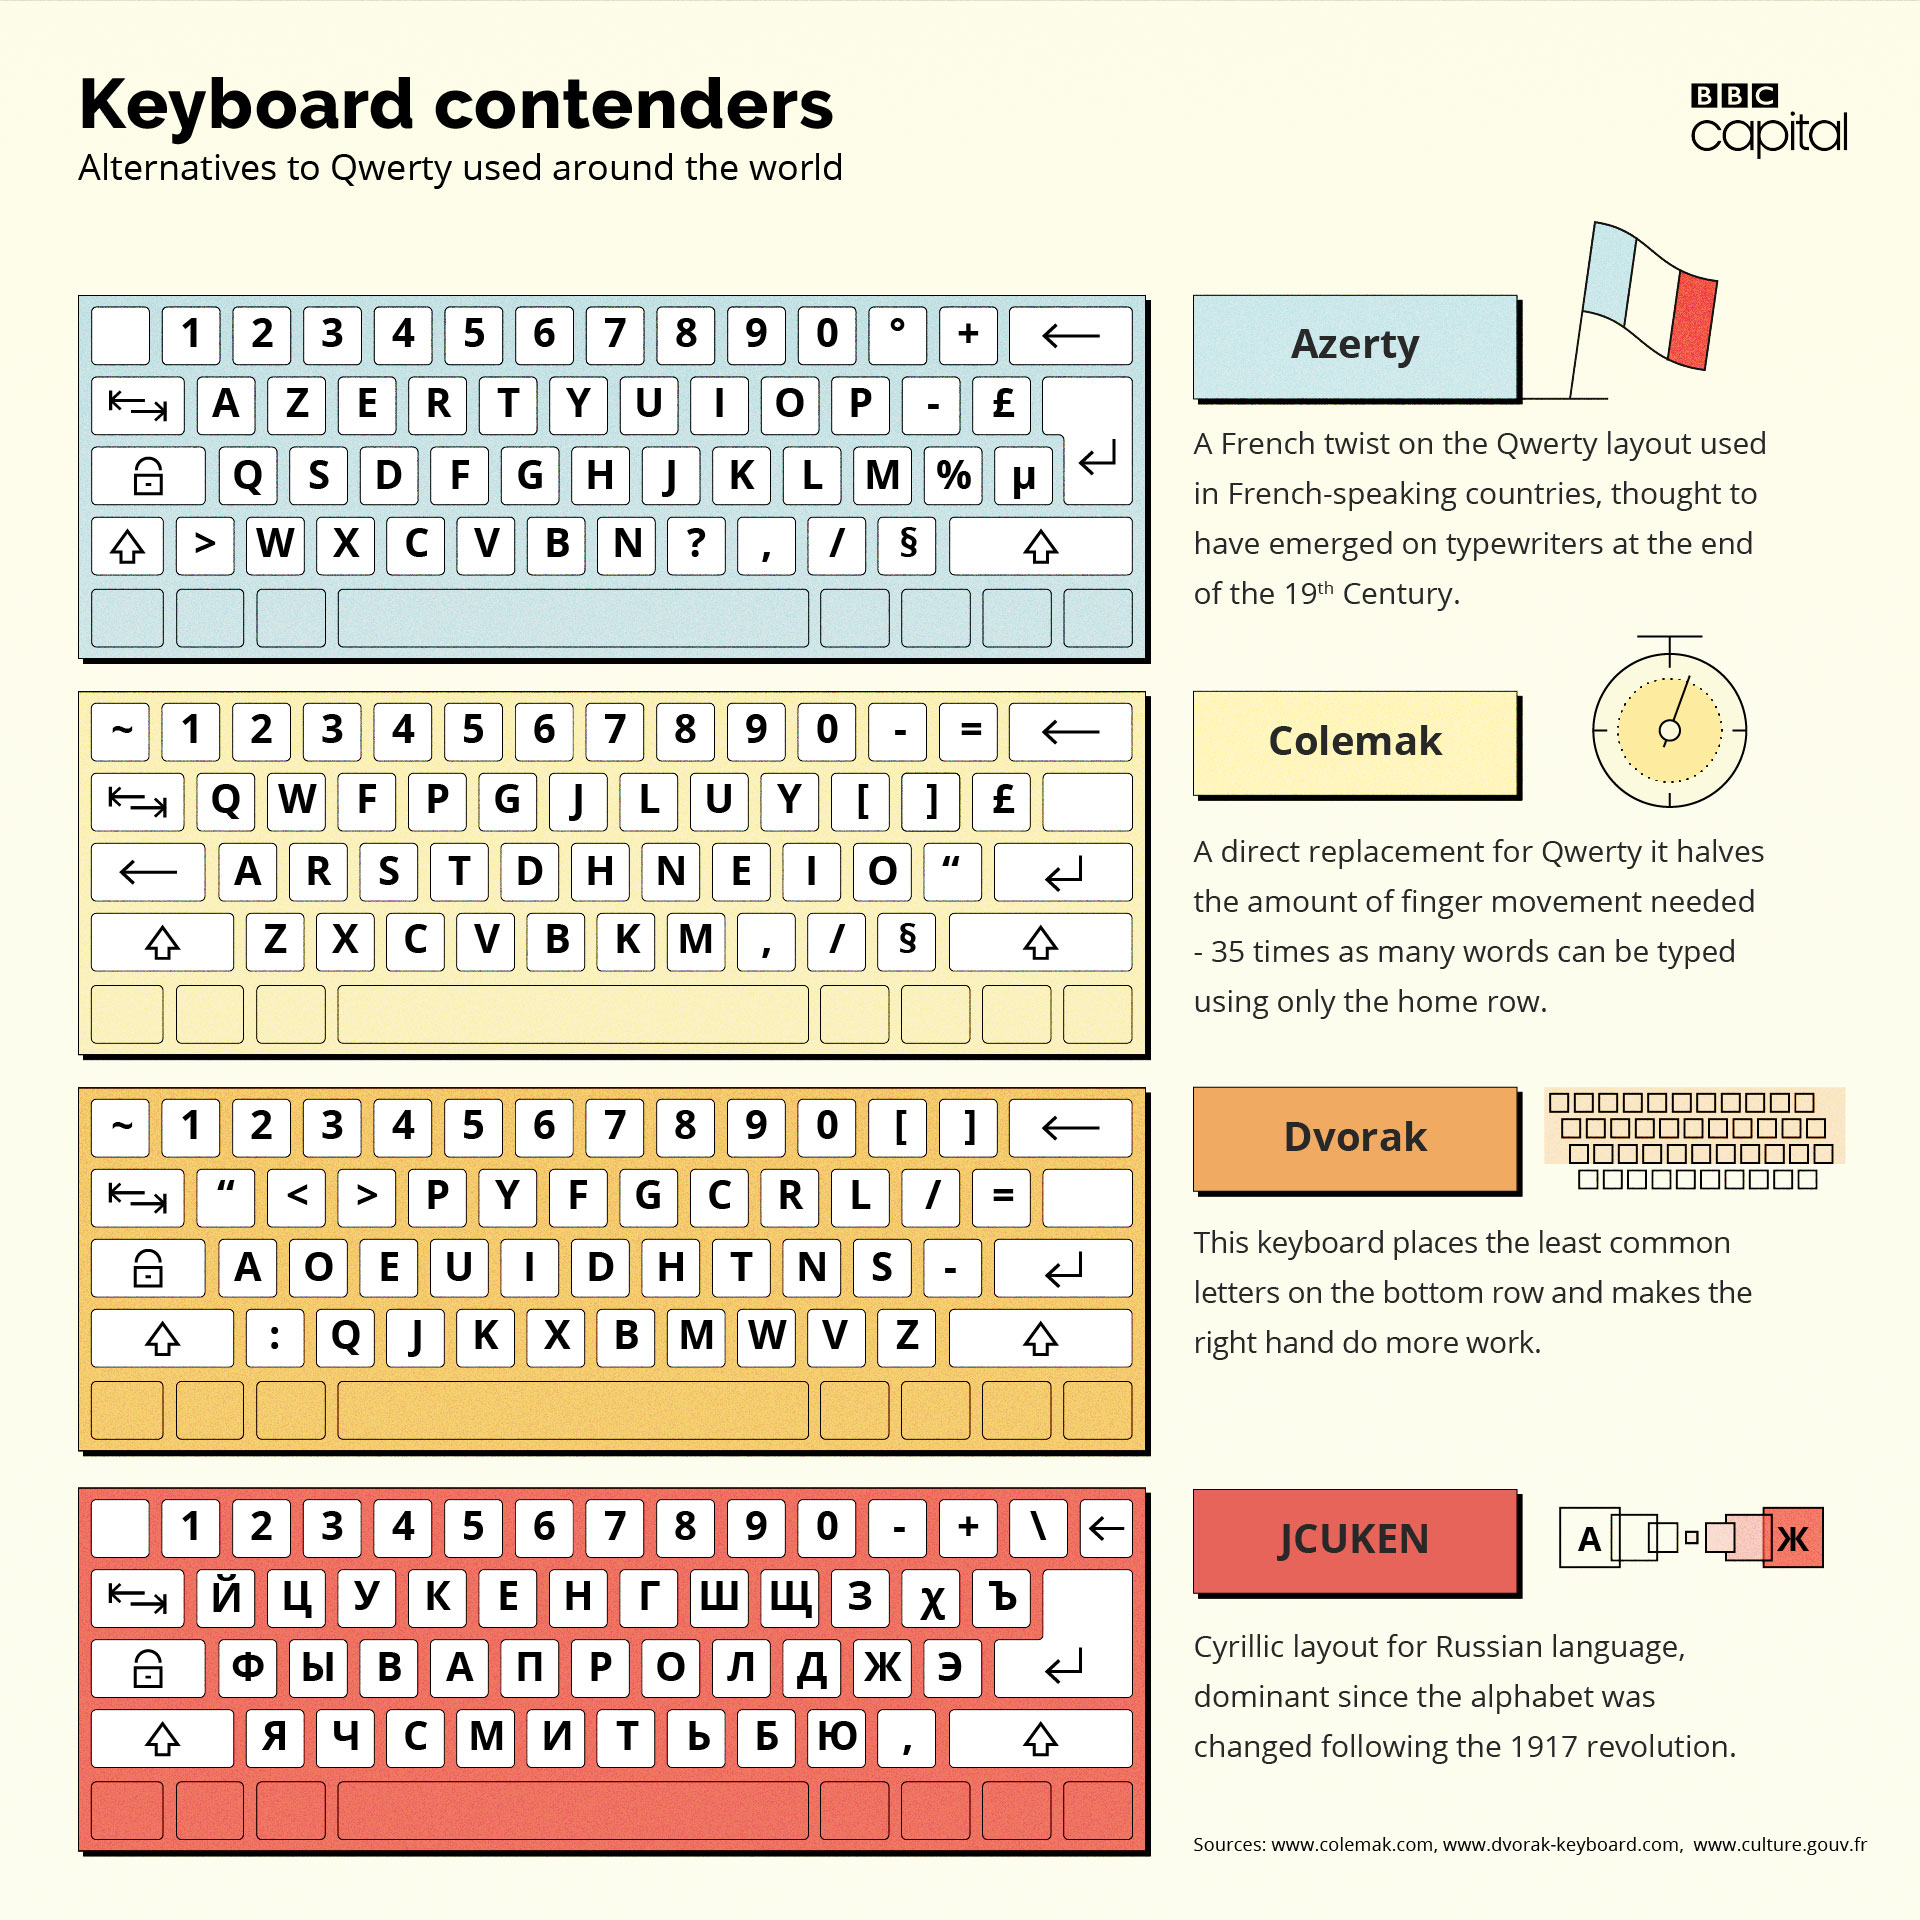 Keyboard contenders
Alternatives to Qwerty used around the world
BBC
capital
1 2 3 4 5 6 7 8 9 0 ° +
A Z E R T Y U I O P - £
Q S D F G H J K L M % µ
> W X C V B N ? , / §
Azerty
A French twist on the Qwerty layout used
in French-speaking countries, thought to
have emerged on typewriters at the end
of the 19th Century.
~ 1 2 3 4 5 6 7 8 9 0 - =
Q W F P G J L U Y [ ] £
A R S T D H N E I O “
Z X C V B K M , / §
Colemak
A direct replacement for Qwerty it halves
the amount of finger movement needed
- 35 times as many words can be typed
using only the home row.
~ 1 2 3 4 5 6 7 8 9 0 [ ]
“ < > P Y F G C R L / =
A O E U I D H T N S -
: Q J K X B M W V Z
Dvorak
This keyboard places the least common
letters on the bottom row and makes the
right hand do more work.
1 2 3 4 5 6 7 8 9 0 - + \
Й Ц У К Е Н Г Ш Щ З χ Ъ
Ф Ы В А П Р О Л Д Ж Э
Я Ч С М И Т Ь Б Ю ,
JCUKEN
А Ж
Cyrillic layout for Russian language,
dominant since the alphabet was
changed following the 1917 revolution.
Sources: www.colemak.com, www.dvorak-keyboard.com, www.culture.gouv.fr